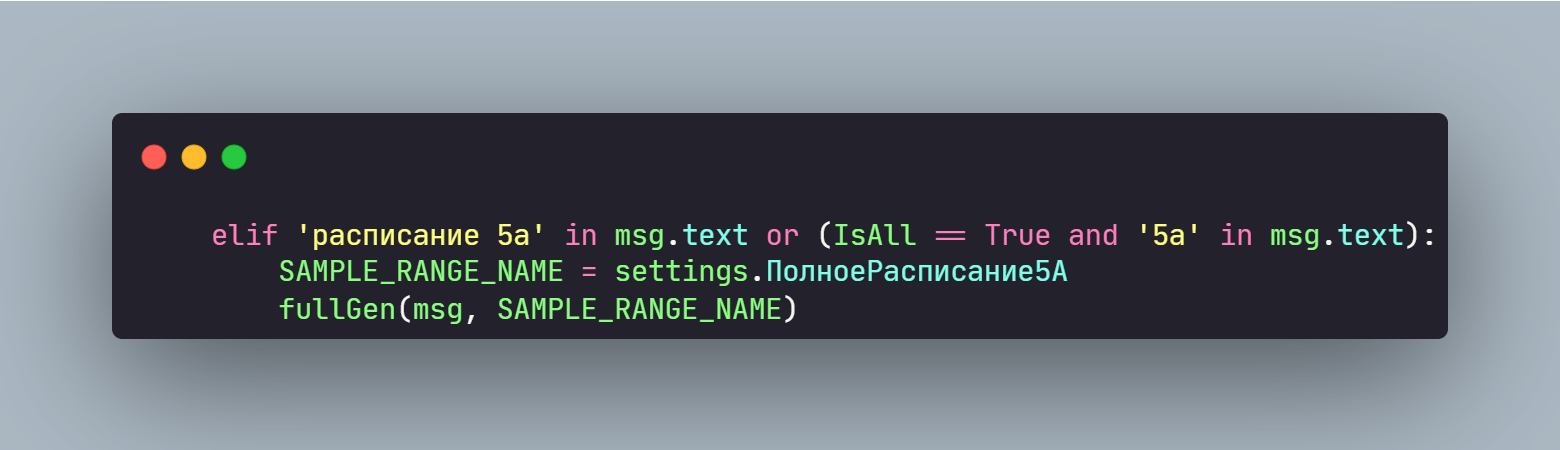 elif 'расписание 5а' in msg.text or (IsAll == True and '5а' in msg.text):
SAMPLE_RANGE_NAME = settings.ПолноеРасписание5А
fullGen(msg, SAMPLE_RANGE_NAME)